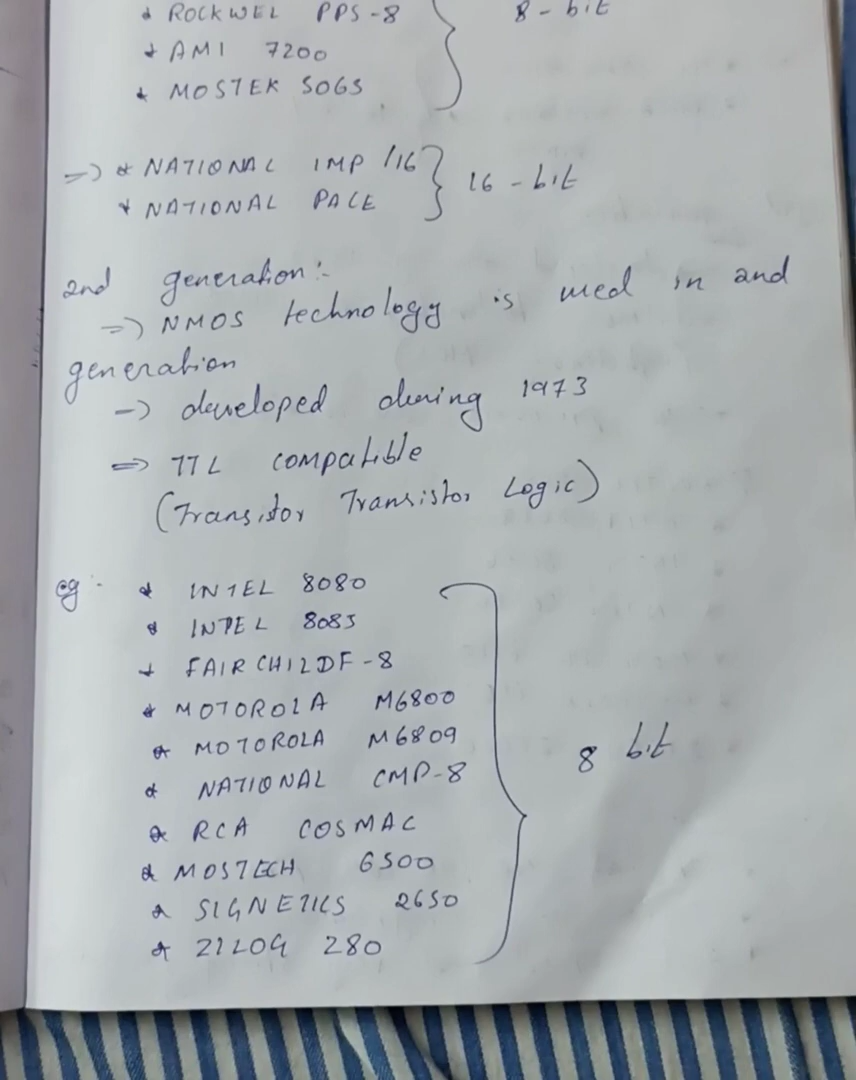 * ROCKWEL PPS-8
8-bit
* AMI 7200
* MOSTEK 5065
=> * NATIONAL IMP/16
* NATIONAL PACE
16-bit
2nd generation:-
=> NMOS technology is used in 2nd
generation
-> developed during 1973
=> TTL compatible
(Transistor Transistor Logic)
eg - * INTEL 8080
* INTEL 8085
* FAIRCHILDF-8
* MOTOROLA M6800
* MOTOROLA M6809
* NATIONAL CMP-8
* RCA COSMAC
* MOSTECH 6500
* SIGNETICS 2650
* ZILOG Z80
8 bit